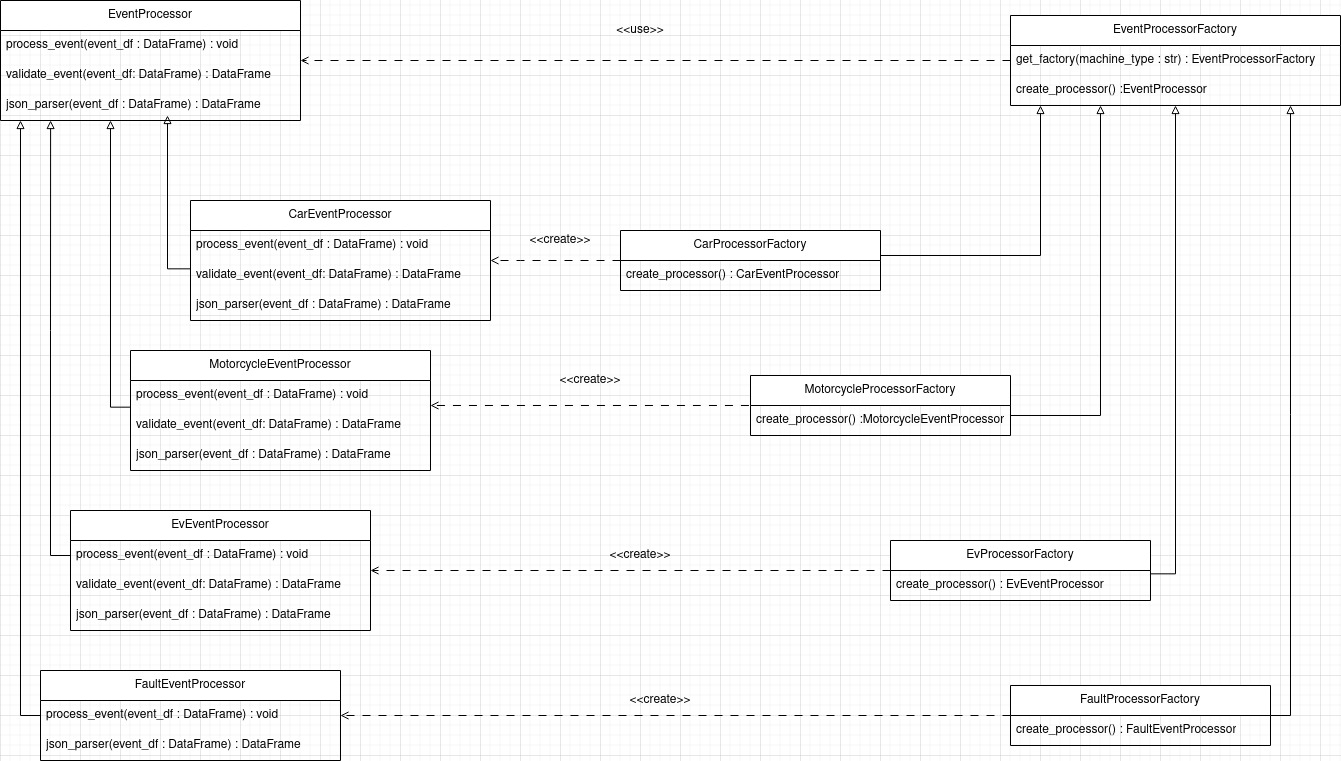 EventProcessor
process_event(event_df : DataFrame) : void
validate_event(event_df: DataFrame) : DataFrame
json_parser(event_df : DataFrame) : DataFrame
<<use>>
EventProcessorFactory
get_factory(machine_type : str) : EventProcessorFactory
create_processor() :EventProcessor
CarEventProcessor
process_event(event_df : DataFrame) : void
validate_event(event_df: DataFrame) : DataFrame
json_parser(event_df : DataFrame) : DataFrame
<<create>>
CarProcessorFactory
create_processor() : CarEventProcessor
MotorcycleEventProcessor
process_event(event_df : DataFrame) : void
validate_event(event_df: DataFrame) : DataFrame
json_parser(event_df : DataFrame) : DataFrame
<<create>>
MotorcycleProcessorFactory
create_processor() :MotorcycleEventProcessor
EvEventProcessor
process_event(event_df : DataFrame) : void
validate_event(event_df: DataFrame) : DataFrame
json_parser(event_df : DataFrame) : DataFrame
<<create>>
EvProcessorFactory
create_processor() : EvEventProcessor
FaultEventProcessor
process_event(event_df : DataFrame) : void
json_parser(event_df : DataFrame) : DataFrame
<<create>>
FaultProcessorFactory
create_processor() : FaultEventProcessor